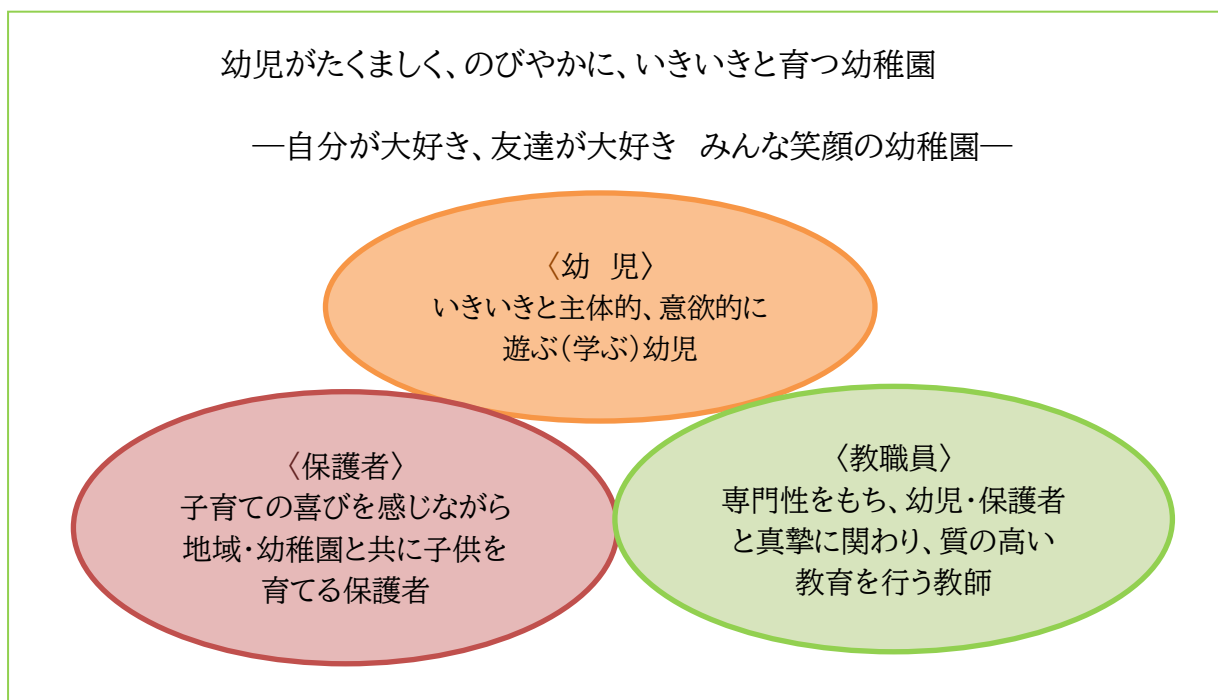 幼児がたくましく、のびやかに、いきいきと育つ幼稚園
―自分が大好き、友達が大好き　みんな笑顔の幼稚園―
〈幼　児〉
いきいきと主体的、意欲的に
遊ぶ(学ぶ)幼児
〈保護者〉
子育ての喜びを感じながら
地域・幼稚園と共に子供を
育てる保護者
〈教職員〉
専門性をもち、幼児・保護者
と真摯に関わり、質の高い
教育を行う教師